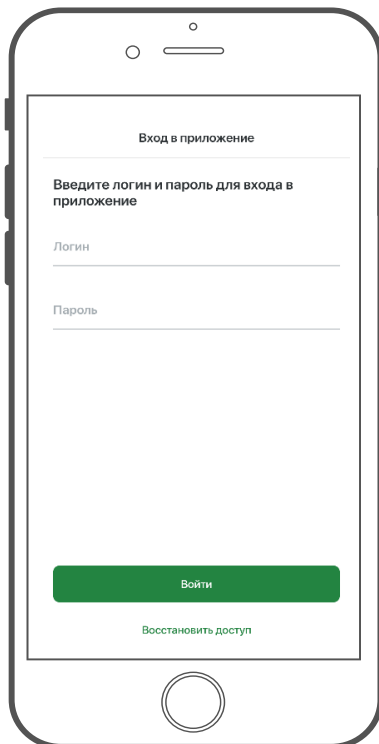 Вход в приложение
Введите логин и пароль для входа в
приложение
Логин
Пароль
Войти
Восстановить доступ